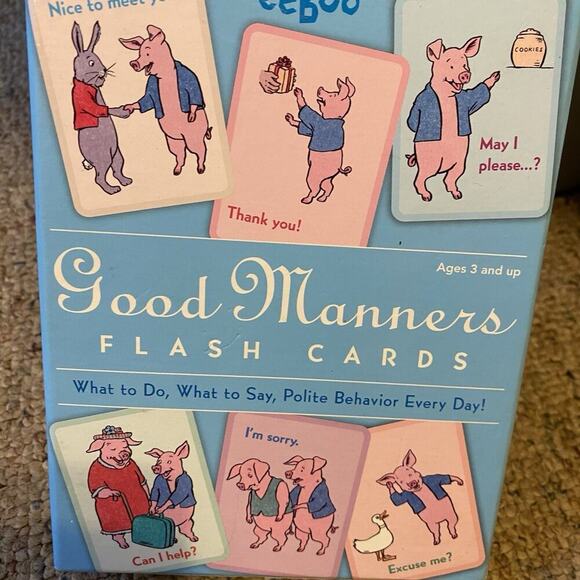 Nice to meet you
eeBoo
COOKIES
May I
please...?
Thank you!
Ages 3 and up
Good Manners
FLASH CARDS
What to Do, What to Say, Polite Behavior Every Day!
I'm sorry.
Can I help?
Excuse me?